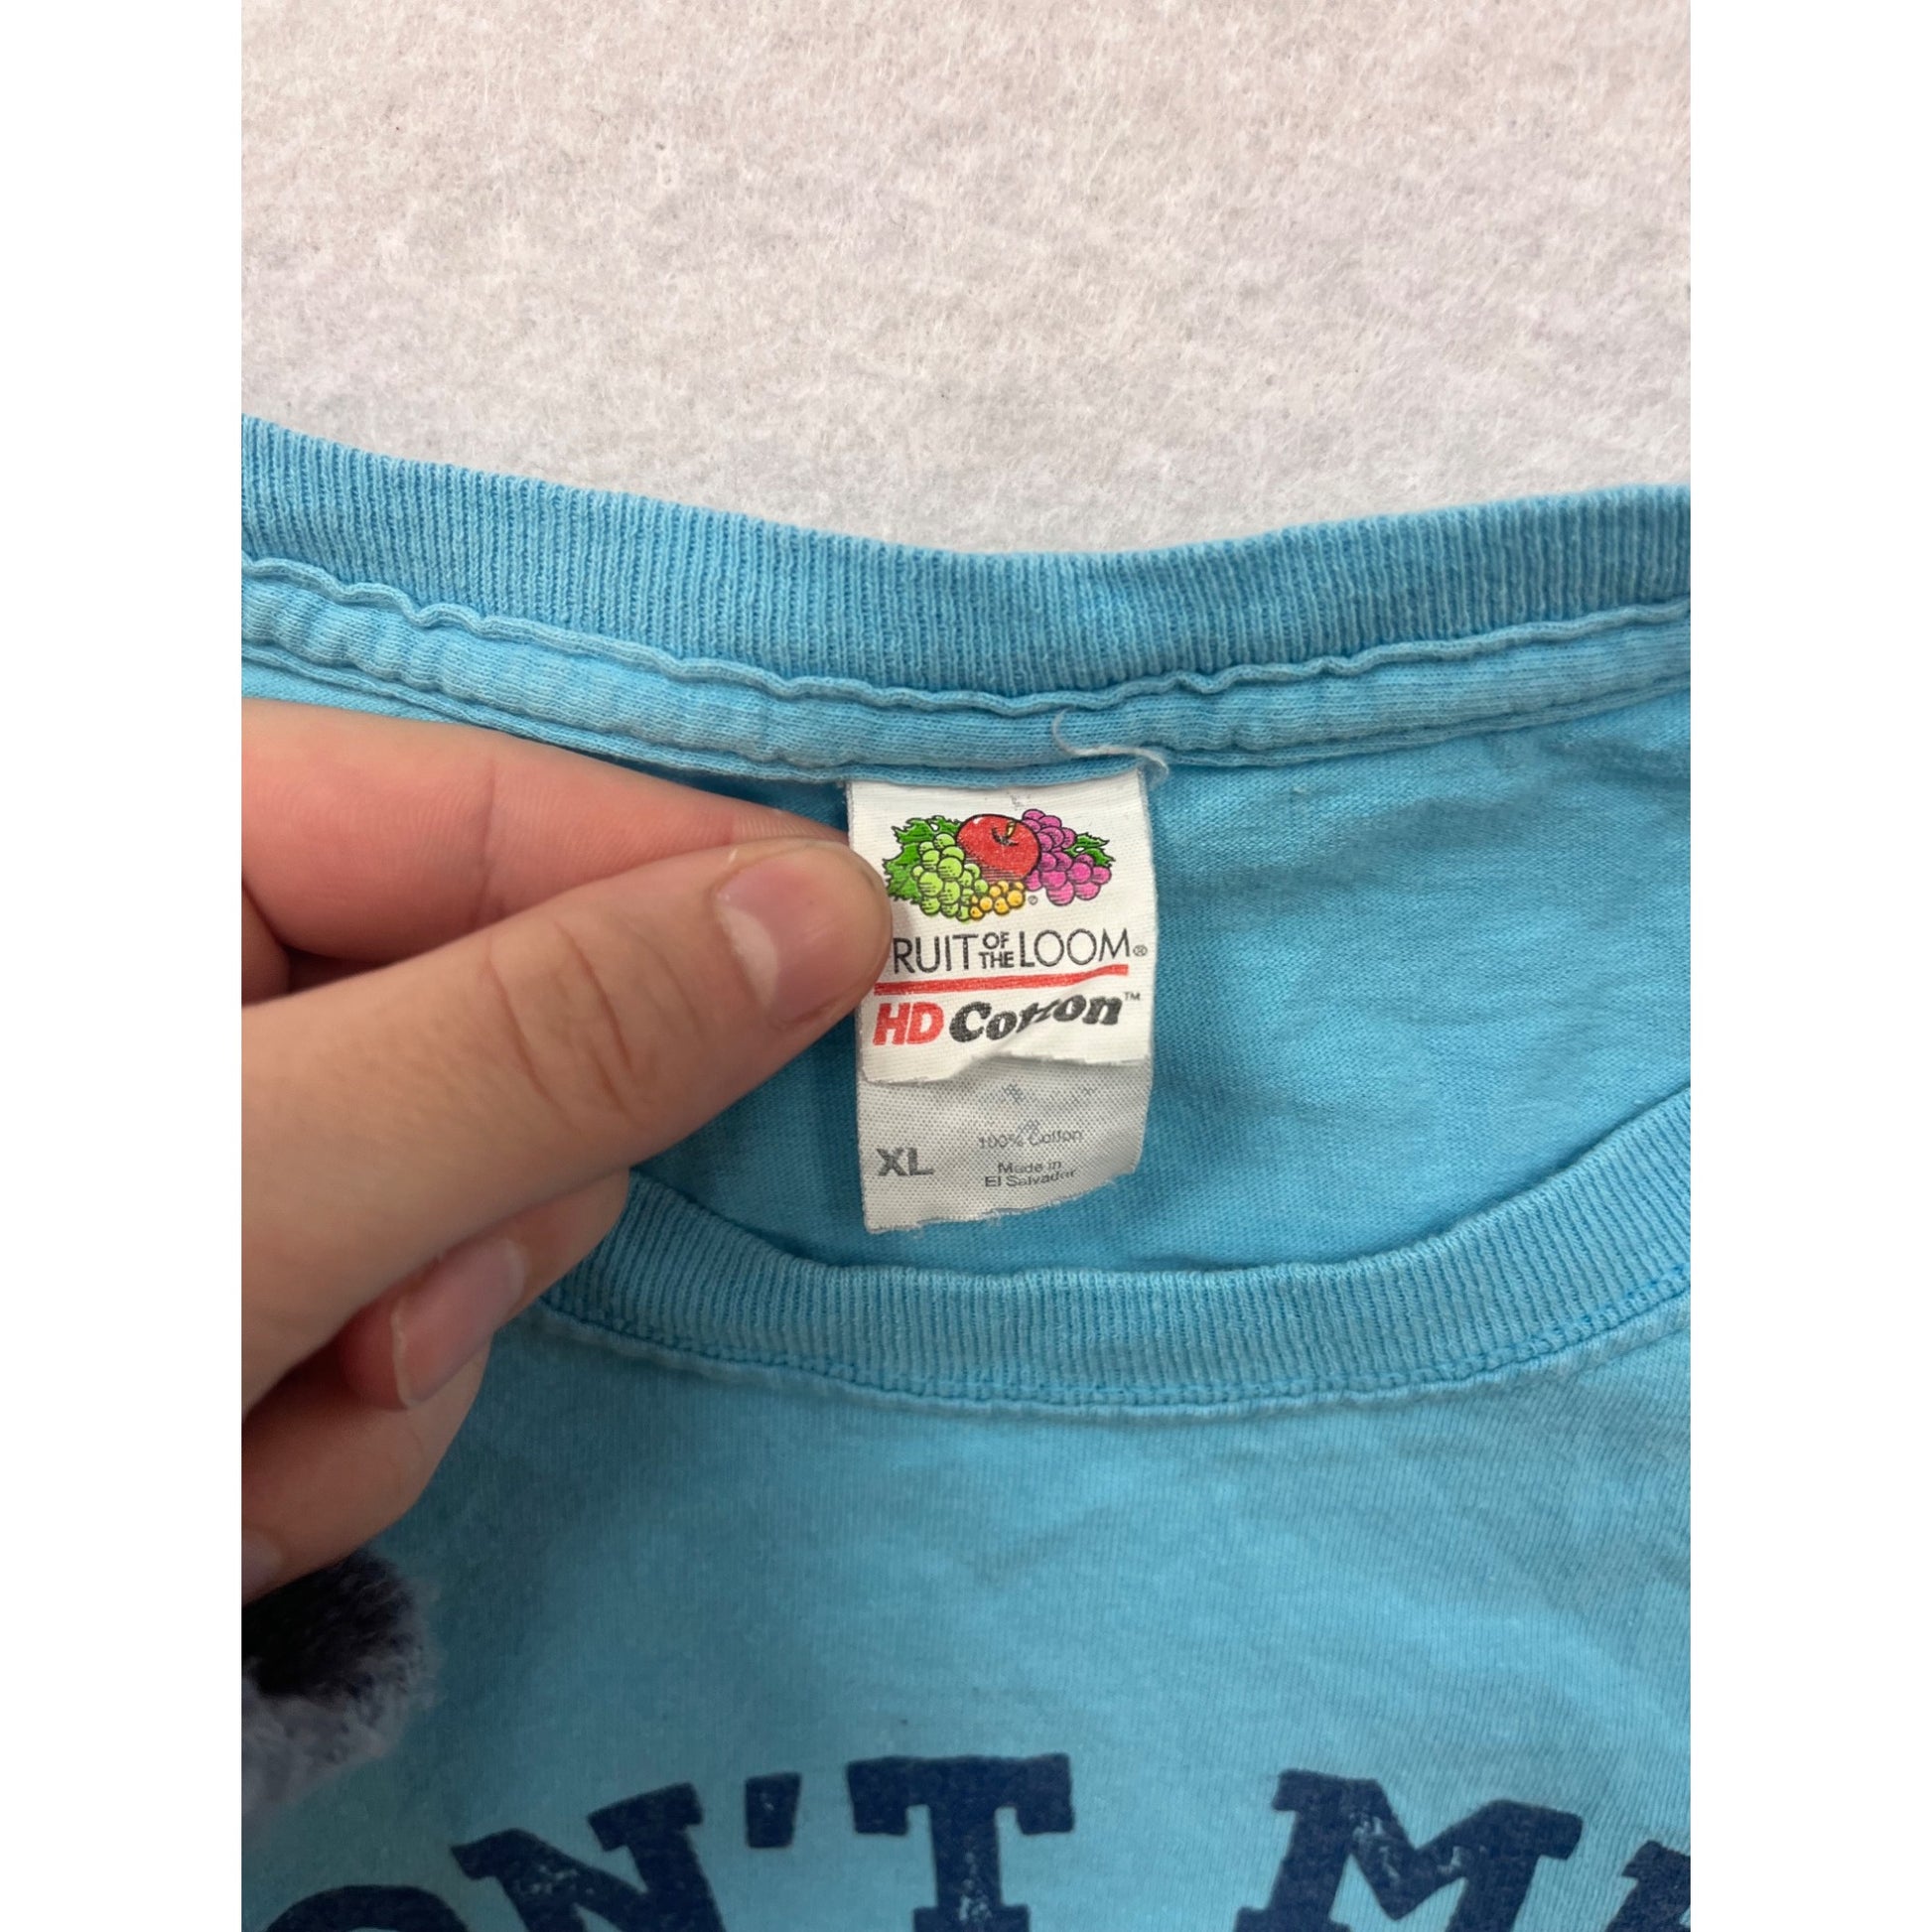 RUIT OF THE LOOM®
HD Cotton™
XL
100% Cotton
Made in
El Salvador
ON'T M